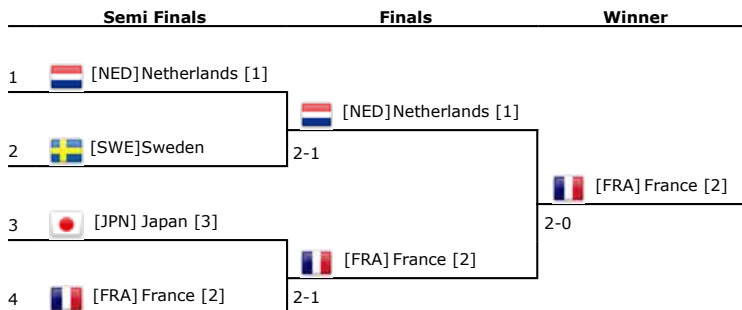 Semi Finals Finals Winner
1 [NED]Netherlands [1]
[NED]Netherlands [1]
2 [SWE]Sweden
2-1
[FRA]France [2]
3 [JPN] Japan [3]
2-0
[FRA]France [2]
4 [FRA]France [2]
2-1